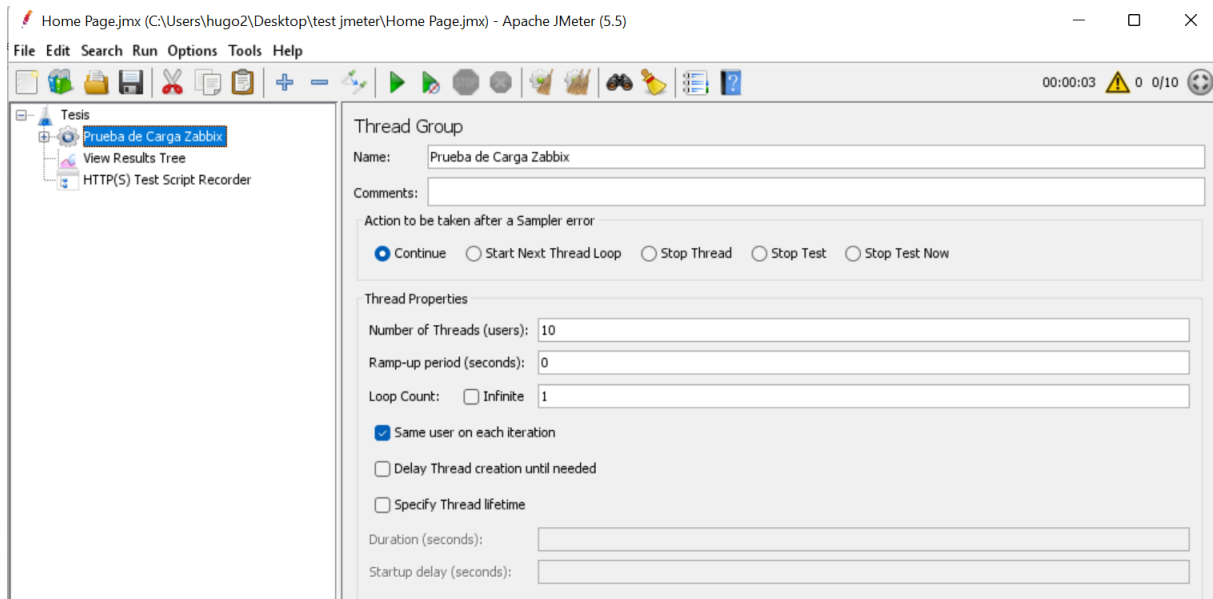 Home Page.jmx (C:\Users\hugo2\Desktop\test jmeter\Home Page.jmx) - Apache JMeter (5.5)
File Edit Search Run Options Tools Help
STOP
?
00:00:03 0 0/10
Tesis
Prueba de Carga Zabbix
View Results Tree
HTTP(S) Test Script Recorder
Thread Group
Name: Prueba de Carga Zabbix
Comments:
Action to be taken after a Sampler error
Continue Start Next Thread Loop Stop Thread Stop Test Stop Test Now
Thread Properties
Number of Threads (users): 10
Ramp-up period (seconds): 0
Loop Count: Infinite 1
Same user on each iteration
Delay Thread creation until needed
Specify Thread lifetime
Duration (seconds):
Startup delay (seconds):